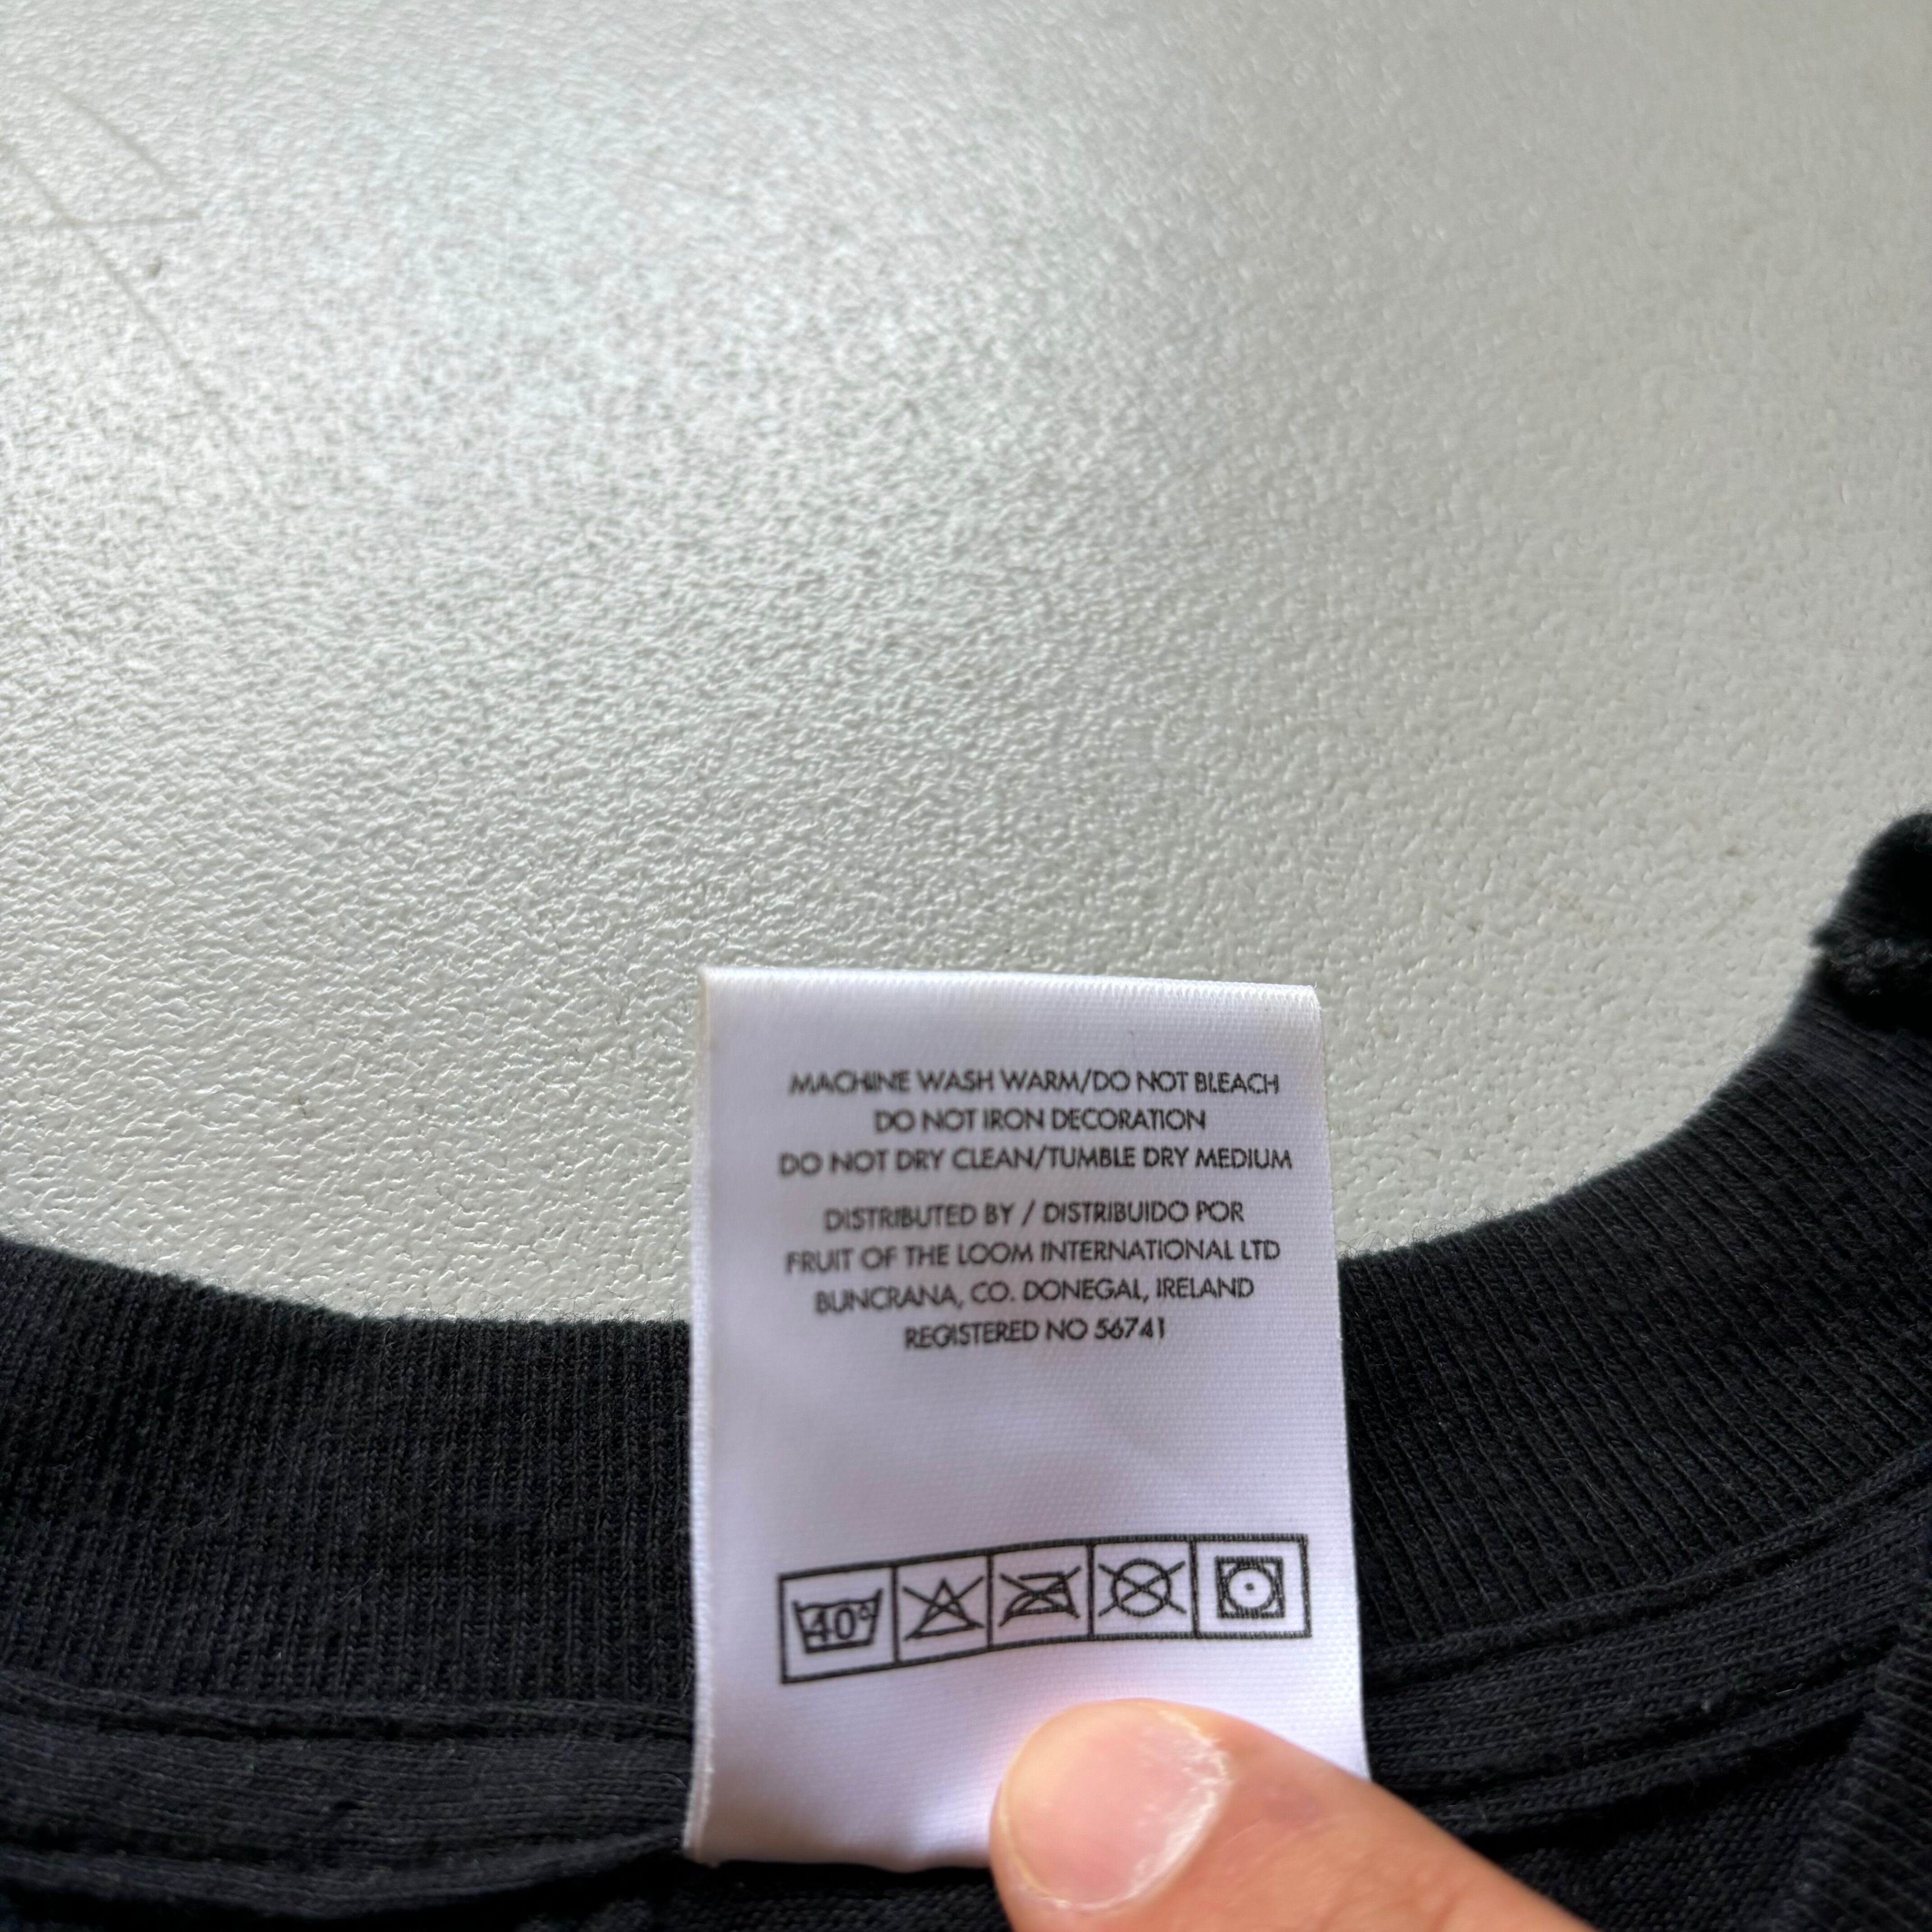 MACHINE WASH WARM/DO NOT BLEACH
DO NOT IRON DECORATION
DO NOT DRY CLEAN/TUMBLE DRY MEDIUM
DISTRIBUTED BY / DISTRIBUIDO POR
FRUIT OF THE LOOM INTERNATIONAL LTD
BUNCRANA, CO. DONEGAL, IRELAND
REGISTERED NO 56741
40°